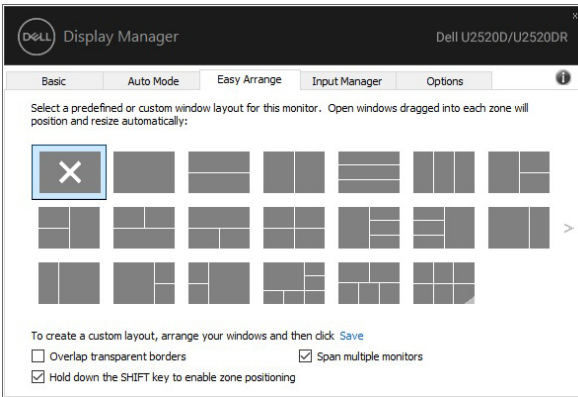 DELL Display Manager
Dell U2520D/U2520DR
Basic
Auto Mode
Easy Arrange
Input Manager
Options
Select a predefined or custom window layout for this monitor. Open windows dragged into each zone will
position and resize automatically:
To create a custom layout, arrange your windows and then click Save
Overlap transparent borders
Span multiple monitors
Hold down the SHIFT key to enable zone positioning